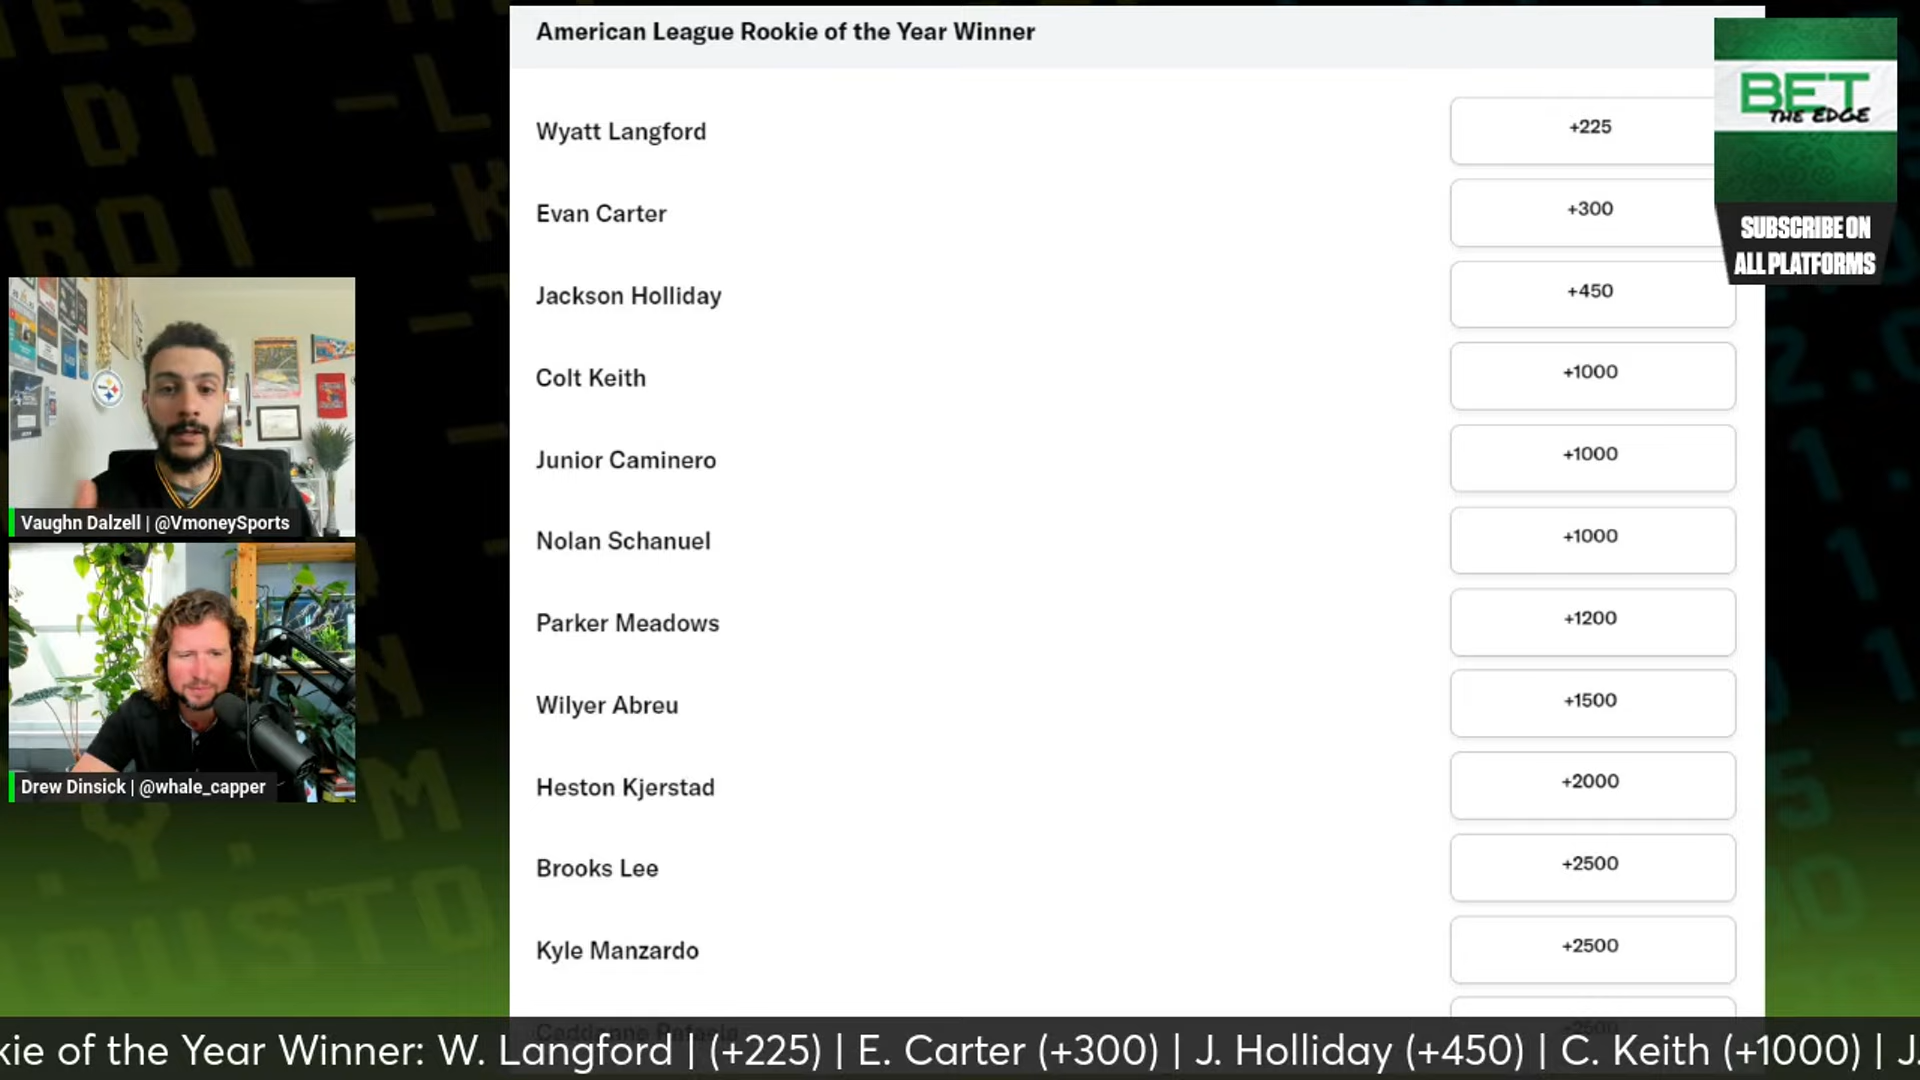 American League Rookie of the Year Winner
Wyatt Langford
+225
Evan Carter
+300
Jackson Holliday
+450
Colt Keith
+1000
Junior Caminero
+1000
Nolan Schanuel
+1000
Parker Meadows
+1200
Wilyer Abreu
+1500
Heston Kjerstad
+2000
Brooks Lee
+2500
Kyle Manzardo
+2500
BET
THE EDGE
SUBSCRIBE ON
ALL PLATFORMS
Vaughn Dalzell | @VmoneySports
Drew Dinsick | @whale_capper
kie of the Year Winner: W. Langford | (+225) | E. Carter (+300) | J. Holliday (+450) | C. Keith (+1000) | J.